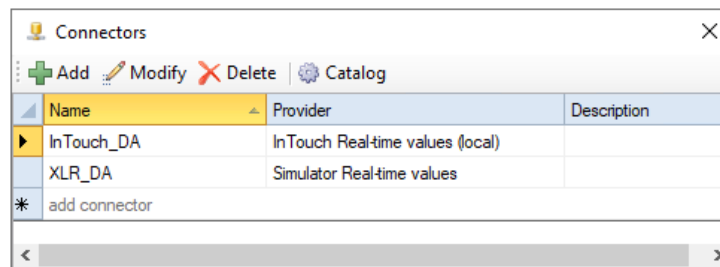 Connectors
Add Modify Delete Catalog
Name Provider Description
InTouch_DA InTouch Real-time values (local)
XLR_DA Simulator Real-time values
add connector